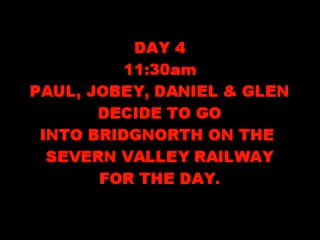 DAY 4
11:30am
PAUL, JOBEY, DANIEL & GLEN
DECIDE TO GO
INTO BRIDGNORTH ON THE
SEVERN VALLEY RAILWAY
FOR THE DAY.